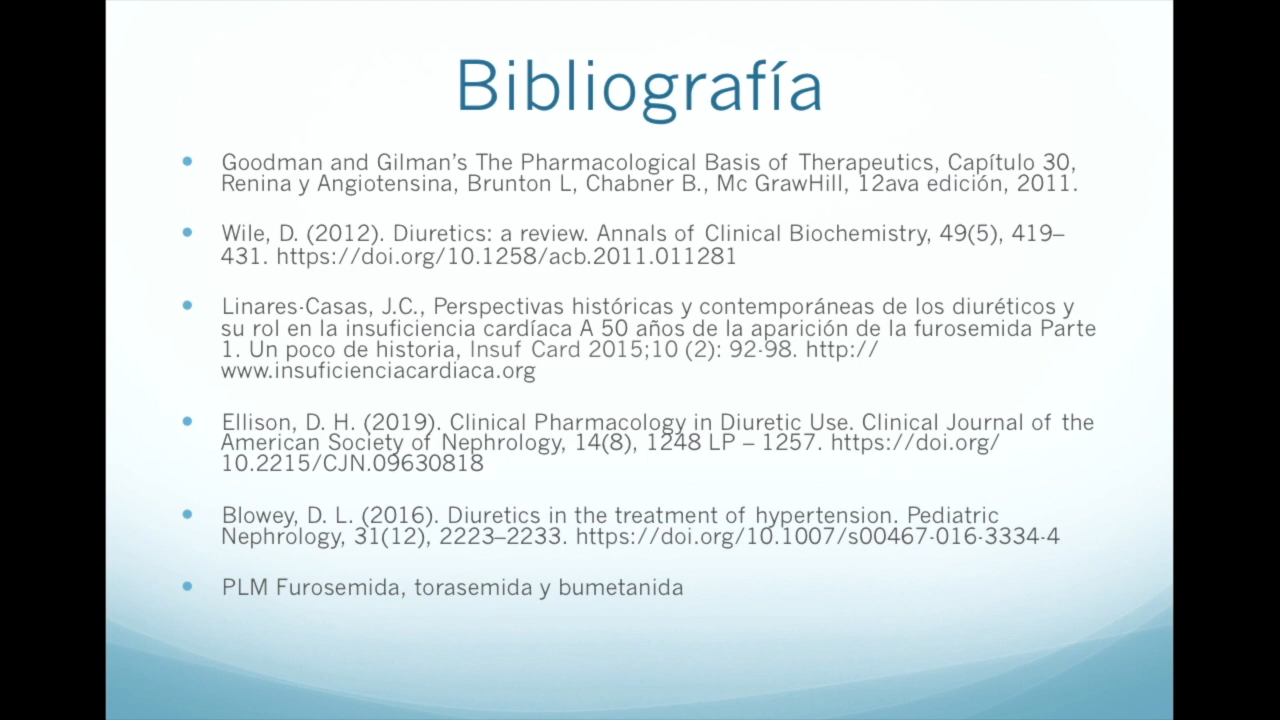 Bibliografía
• Goodman and Gilman’s The Pharmacological Basis of Therapeutics, Capítulo 30,
Renina y Angiotensina, Brunton L, Chabner B., Mc GrawHill, 12ava edición, 2011.
• Wile, D. (2012). Diuretics: a review. Annals of Clinical Biochemistry, 49(5), 419–
431. https://doi.org/10.1258/acb.2011.011281
• Linares-Casas, J.C., Perspectivas históricas y contemporáneas de los diuréticos y
su rol en la insuficiencia cardíaca A 50 años de la aparición de la furosemida Parte
1. Un poco de historia, Insuf Card 2015;10 (2): 92-98. http://
www.insuficienciacardiaca.org
• Ellison, D. H. (2019). Clinical Pharmacology in Diuretic Use. Clinical Journal of the
American Society of Nephrology, 14(8), 1248 LP – 1257. https://doi.org/
10.2215/CJN.09630818
• Blowey, D. L. (2016). Diuretics in the treatment of hypertension. Pediatric
Nephrology, 31(12), 2223–2233. https://doi.org/10.1007/s00467-016-3334-4
• PLM Furosemida, torasemida y bumetanida